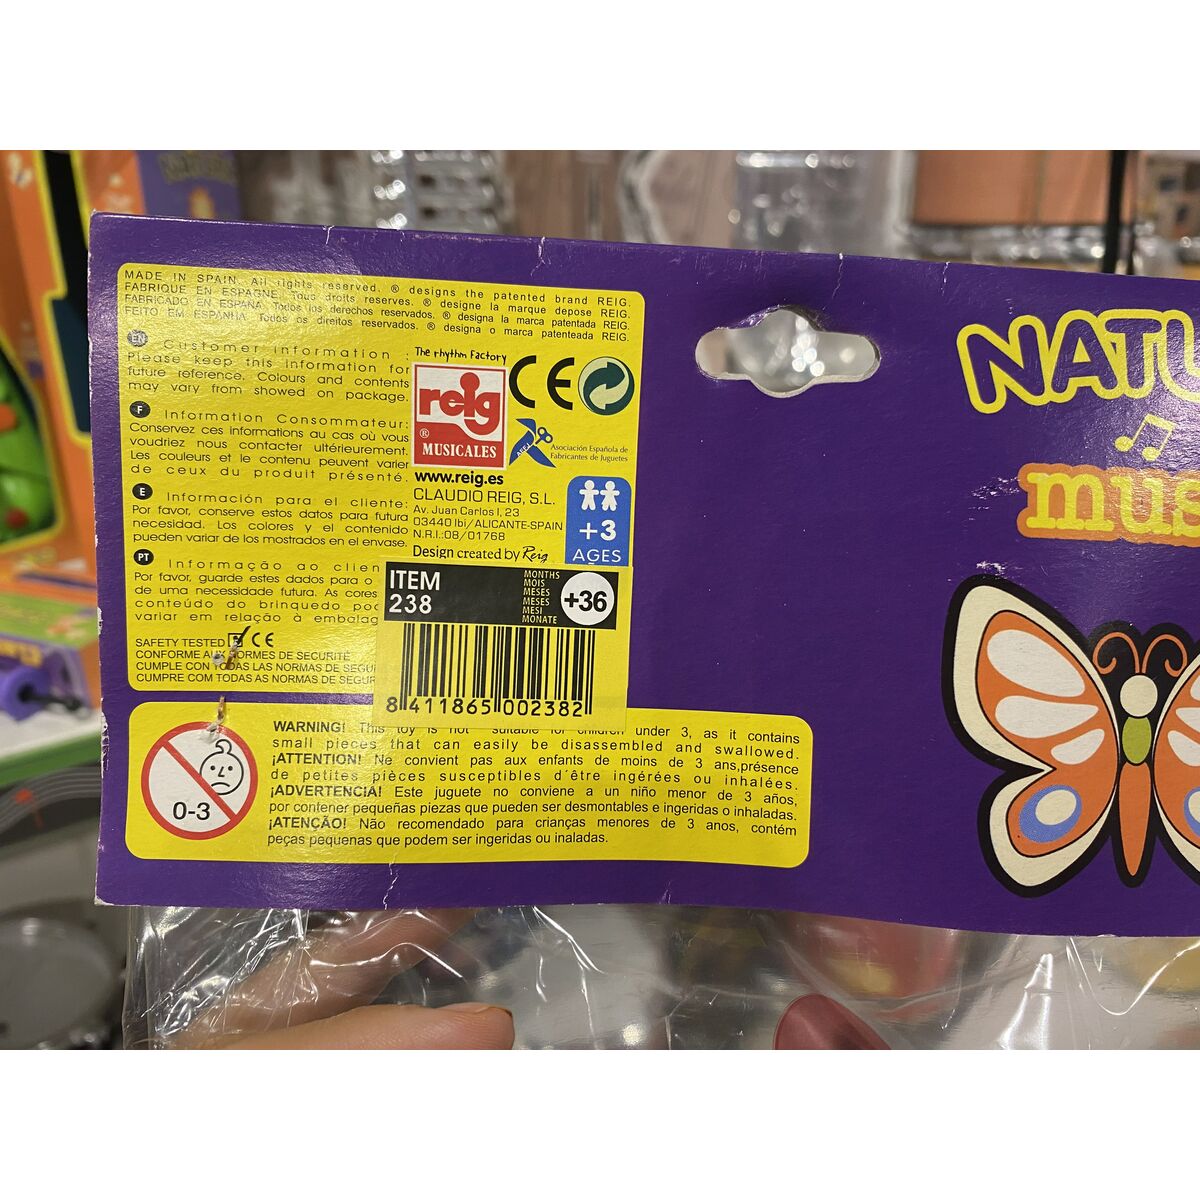 MADE IN SPAIN. All rights reserved. ® designs the patented brand REIG.
FABRIQUE EN ESPAGNE. Tous droits reserves. ® designe la marque depose REIG.
FABRICADO EN ESPAÑA. Todos los derechos reservados. ® designa la marca patentada REIG.
FEITO EM ESPANHA. Todos os direitos reservados. ® designa o marca patenteada REIG.
EN Customer information :
Please keep this information for
future reference. Colours and contents
may vary from showed on package.
F Information Consommateur:
Conservez ces informations au cas où vous
voudriez nous contacter ultérieurement.
Les couleurs et le contenu peuvent varier
de ceux du produit présenté.
E Información para el cliente:
Por favor, conserve estos datos para futura
necesidad. Los colores y el contenido
pueden variar de los mostrados en el envase.
PT Informação ao clien
Por favor, guarde estes dados para o
de uma necessidade futura. As cores
conteúdo do brinquedo poc
variar em relação à embalag
SAFETY TESTED CE
CONFORME AUX NORMES DE SECURITÉ
CUMPLE CON TODAS LAS NORMAS DE SEGU
CUMPRE COM TODAS AS NORMAS DE SEGUR
The rhythm Factory
reig
®
MUSICALES
CE
AEFJ
Asociación Española de
Fabricantes de Juguetes
www.reig.es
CLAUDIO REIG, S.L.
Av. Juan Carlos I, 23
03440 Ibi/ALICANTE-SPAIN
N.R.I.:08/01768
Design created by Reig
+3
AGES
ITEM
238
MONTHS
MOIS
MESES
MESES
MESI
MONATE
+36
8 411865 002382
0-3
WARNING! This toy is not suitable for children under 3, as it contains
small pieces that can easily be disassembled and swallowed.
¡ATTENTION! Ne convient pas aux enfants de moins de 3 ans,présence
de petites pièces susceptibles d´être ingérées ou inhalées.
¡ADVERTENCIA! Este juguete no conviene a un niño menor de 3 años,
por contener pequeñas piezas que pueden ser desmontables e ingeridas o inhaladas.
¡ATENCÃO! Não recomendado para crianças menores de 3 anos, contém
peças pequenas que podem ser ingeridas ou inaladas.
NATU
mus